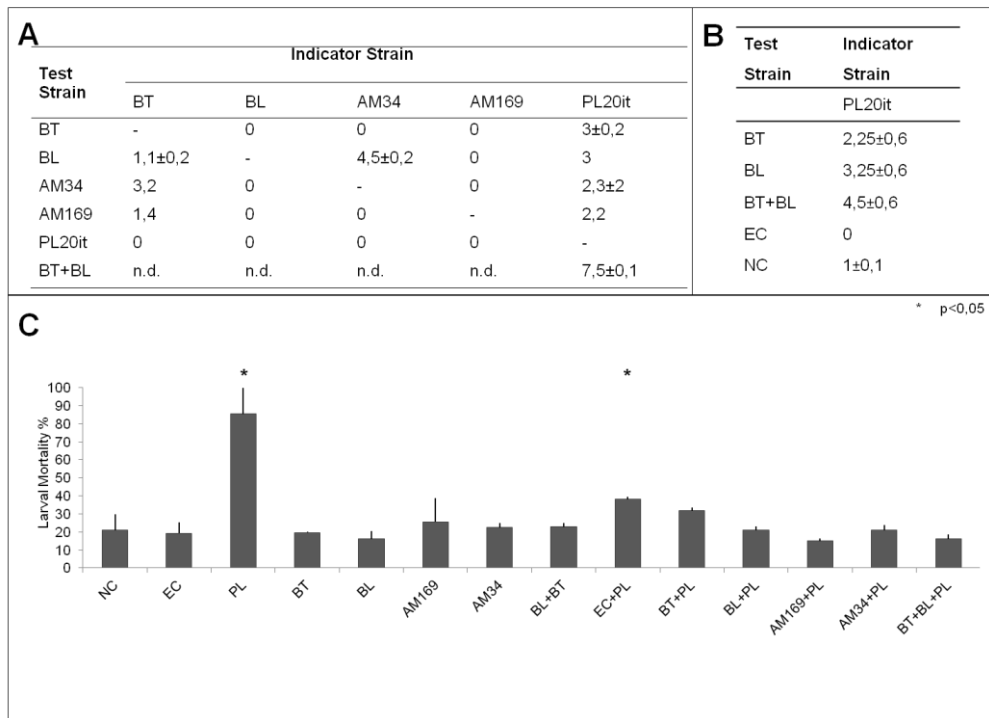 A
Indicator Strain
Test Strain BT BL AM34 AM169 PL20it
BT - 0 0 0 3±0,2
BL 1,1±0,2 - 4,5±0,2 0 3
AM34 3,2 0 - 0 2,3±2
AM169 1,4 0 0 - 2,2
PL20it 0 0 0 0 -
BT+BL n.d. n.d. n.d. n.d. 7,5±0,1
B
Test Indicator
Strain Strain
PL20it
BT 2,25±0,6
BL 3,25±0,6
BT+BL 4,5±0,6
EC 0
NC 1±0,1
* p<0,05
C
* *
Larval Mortality %
100
90
80
70
60
50
40
30
20
10
0
NC EC PL BT BL AM169 AM34 BL+BT EC+PL BT+PL BL+PL AM169+PL AM34+PL BT+BL+PL